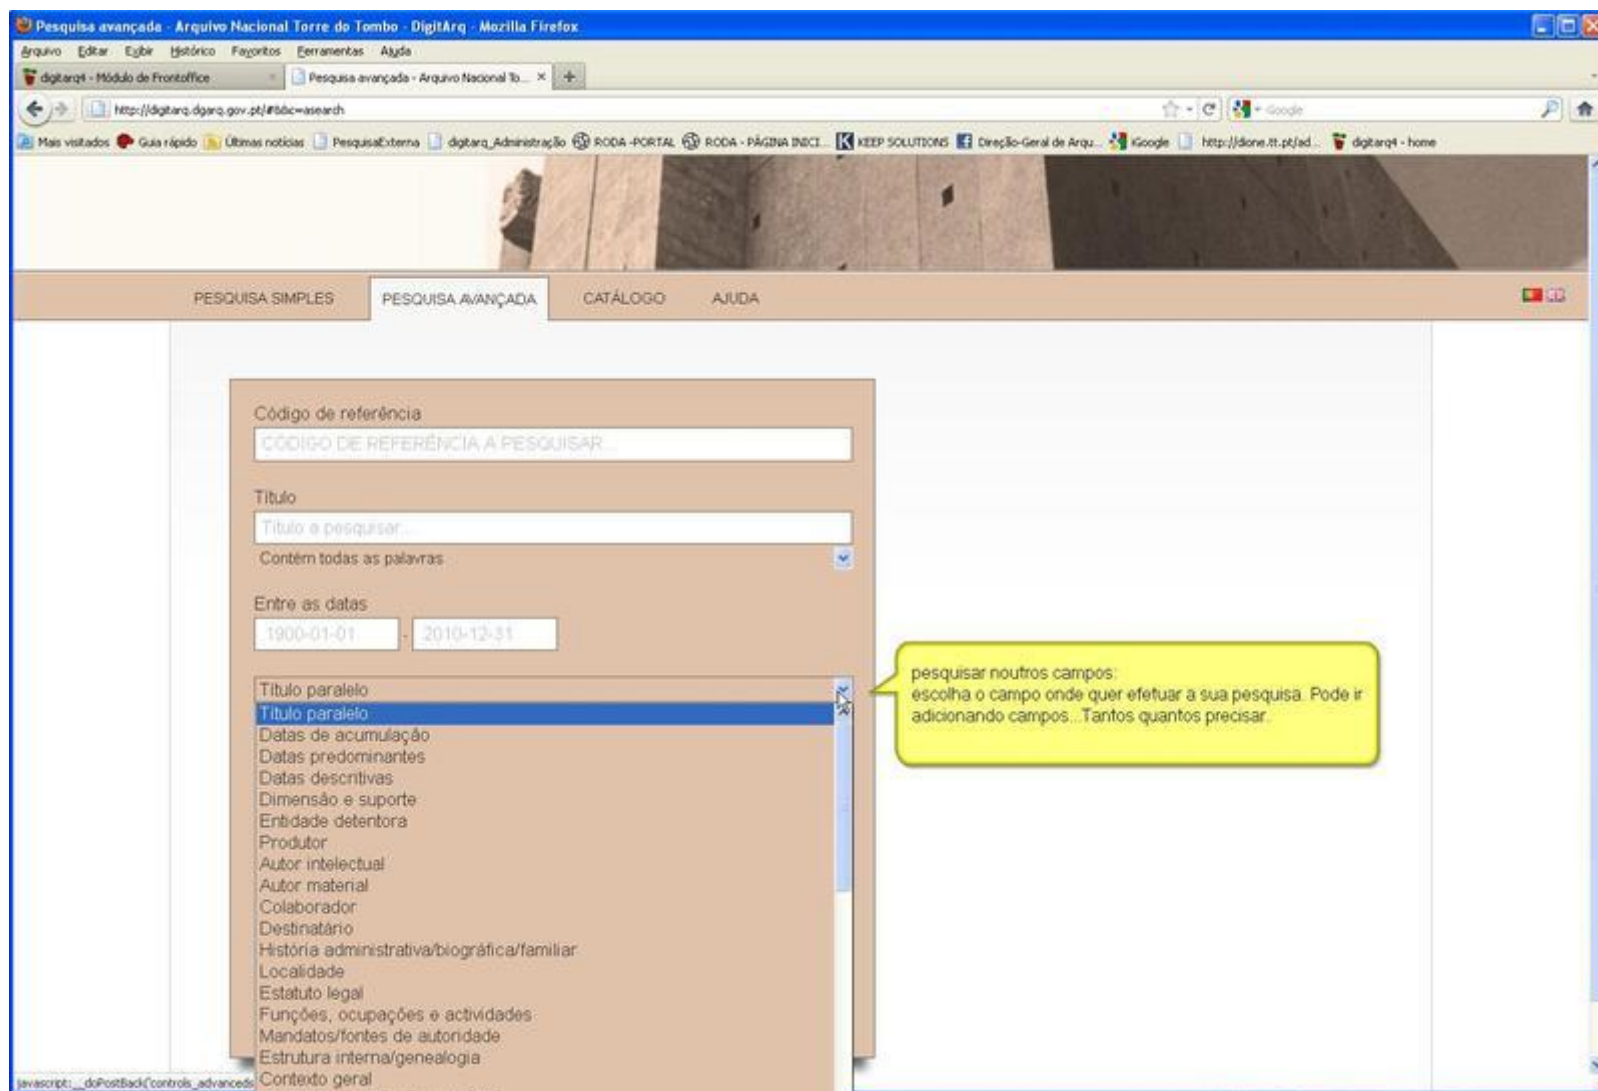 Pesquisa avançada - Arquivo Nacional Torre do Tombo - DigitArq - Mozilla Firefox
Arquivo Editar Exibir Histórico Favoritos Ferramentas Ajuda
digitarq4 - Módulo de Frontoffice
Pesquisa avançada - Arquivo Nacional To...
http://digitarq.dgarq.gov.pt/#&&c=asearch
Google
Mais visitados Guia rápido Últimas notícias PesquisaExterna digitarq_Administração RODA -PORTAL RODA - PÁGINA INICI... KEEP SOLUTIONS Direção-Geral de Arqu... iGoogle http://dione.tt.pt/ad... digitarq4 - home
PESQUISA SIMPLES PESQUISA AVANÇADA CATÁLOGO AJUDA
Código de referência
CÓDIGO DE REFERÊNCIA A PESQUISAR...
Título
Título a pesquisar...
Contém todas as palavras
Entre as datas
1900-01-01 - 2010-12-31
Título paralelo
Título paralelo
Datas de acumulação
Datas predominantes
Datas descritivas
Dimensão e suporte
Entidade detentora
Produtor
Autor intelectual
Autor material
Colaborador
Destinatário
História administrativa/biográfica/familiar
Localidade
Estatuto legal
Funções, ocupações e actividades
Mandatos/fontes de autoridade
Estrutura interna/genealogia
Contexto geral
pesquisar noutros campos:
escolha o campo onde quer efetuar a sua pesquisa. Pode ir
adicionando campos...Tantos quantos precisar.
javascript:__doPostBack('controls_advanceds